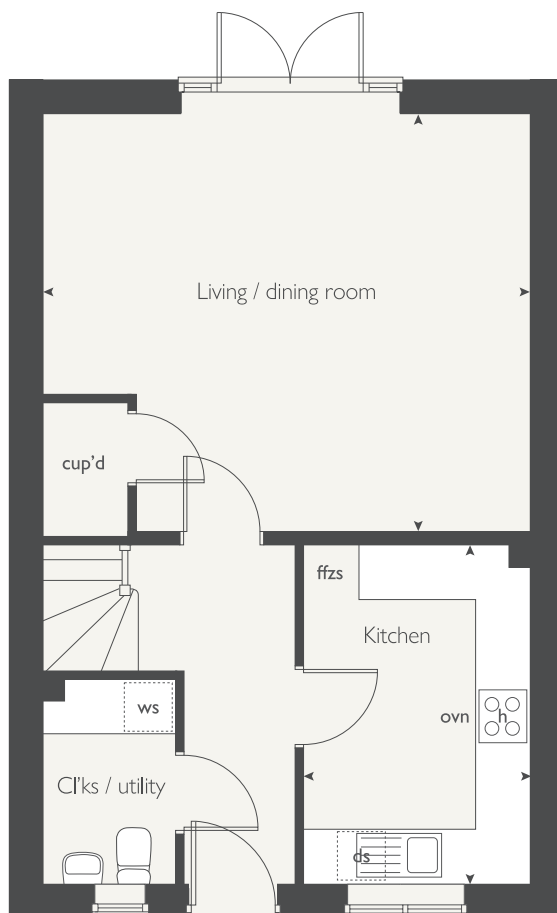 Living / dining room
cup'd
ffzs
Kitchen
ws
ovn
h
Cl'ks / utility
ds